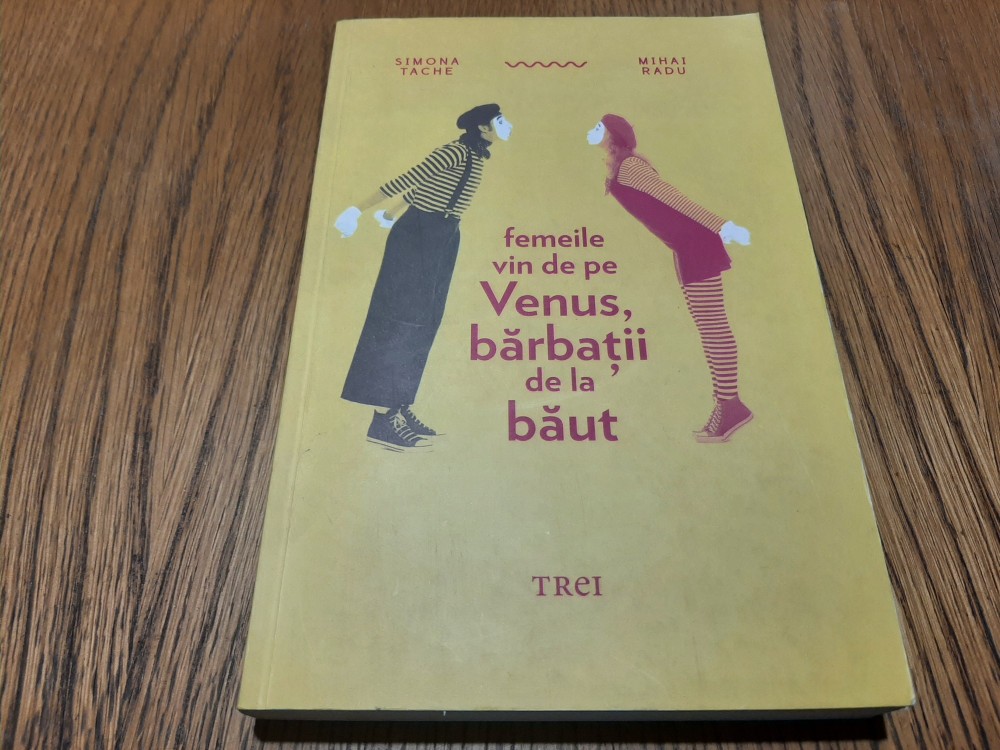 SIMONA
TACHE
MIHAI
RADU
femeile
vin de pe
Venus,
bărbații
de la
băut
TREI